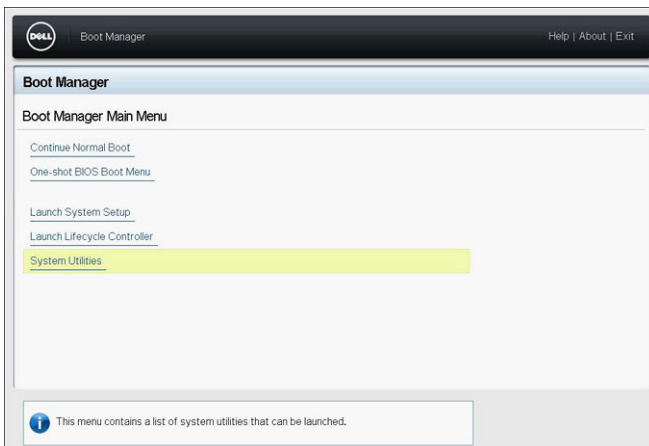 DELL
Boot Manager
Help | About | Exit
Boot Manager
Boot Manager Main Menu
Continue Normal Boot
One-shot BIOS Boot Menu
Launch System Setup
Launch Lifecycle Controller
System Utilities
This menu contains a list of system utilities that can be launched.